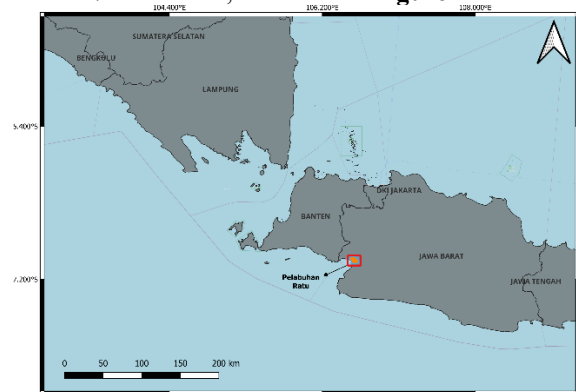 104.400°E 106.200°E 108.000°E
SUMATERA SELATAN
BENGKULU
LAMPUNG
5.400°S
DKI JAKARTA
BANTEN
JAWA BARAT
Pelabuhan
Ratu
7.200°S
JAWA TENGAH
0 50 100 150 200 km